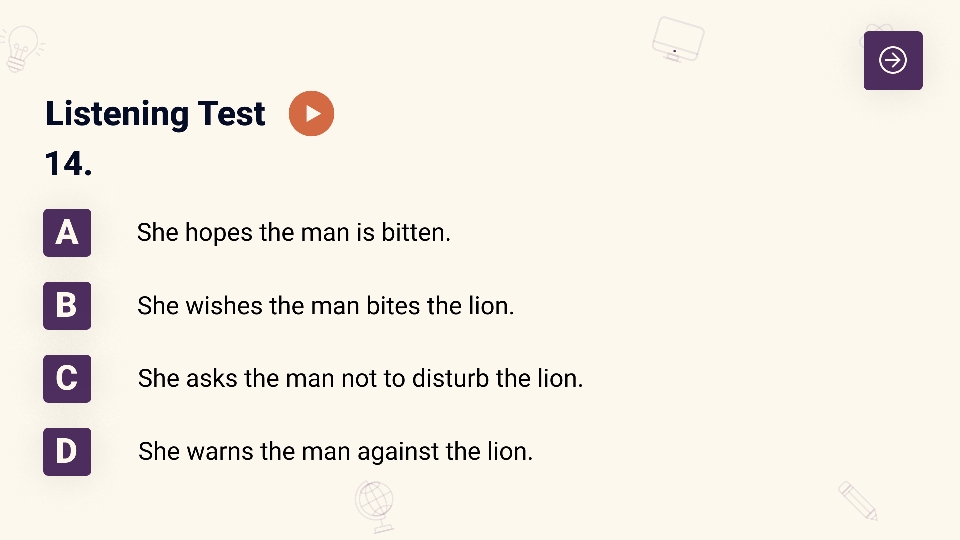 Listening Test
14.
A She hopes the man is bitten.
B She wishes the man bites the lion.
C She asks the man not to disturb the lion.
D She warns the man against the lion.